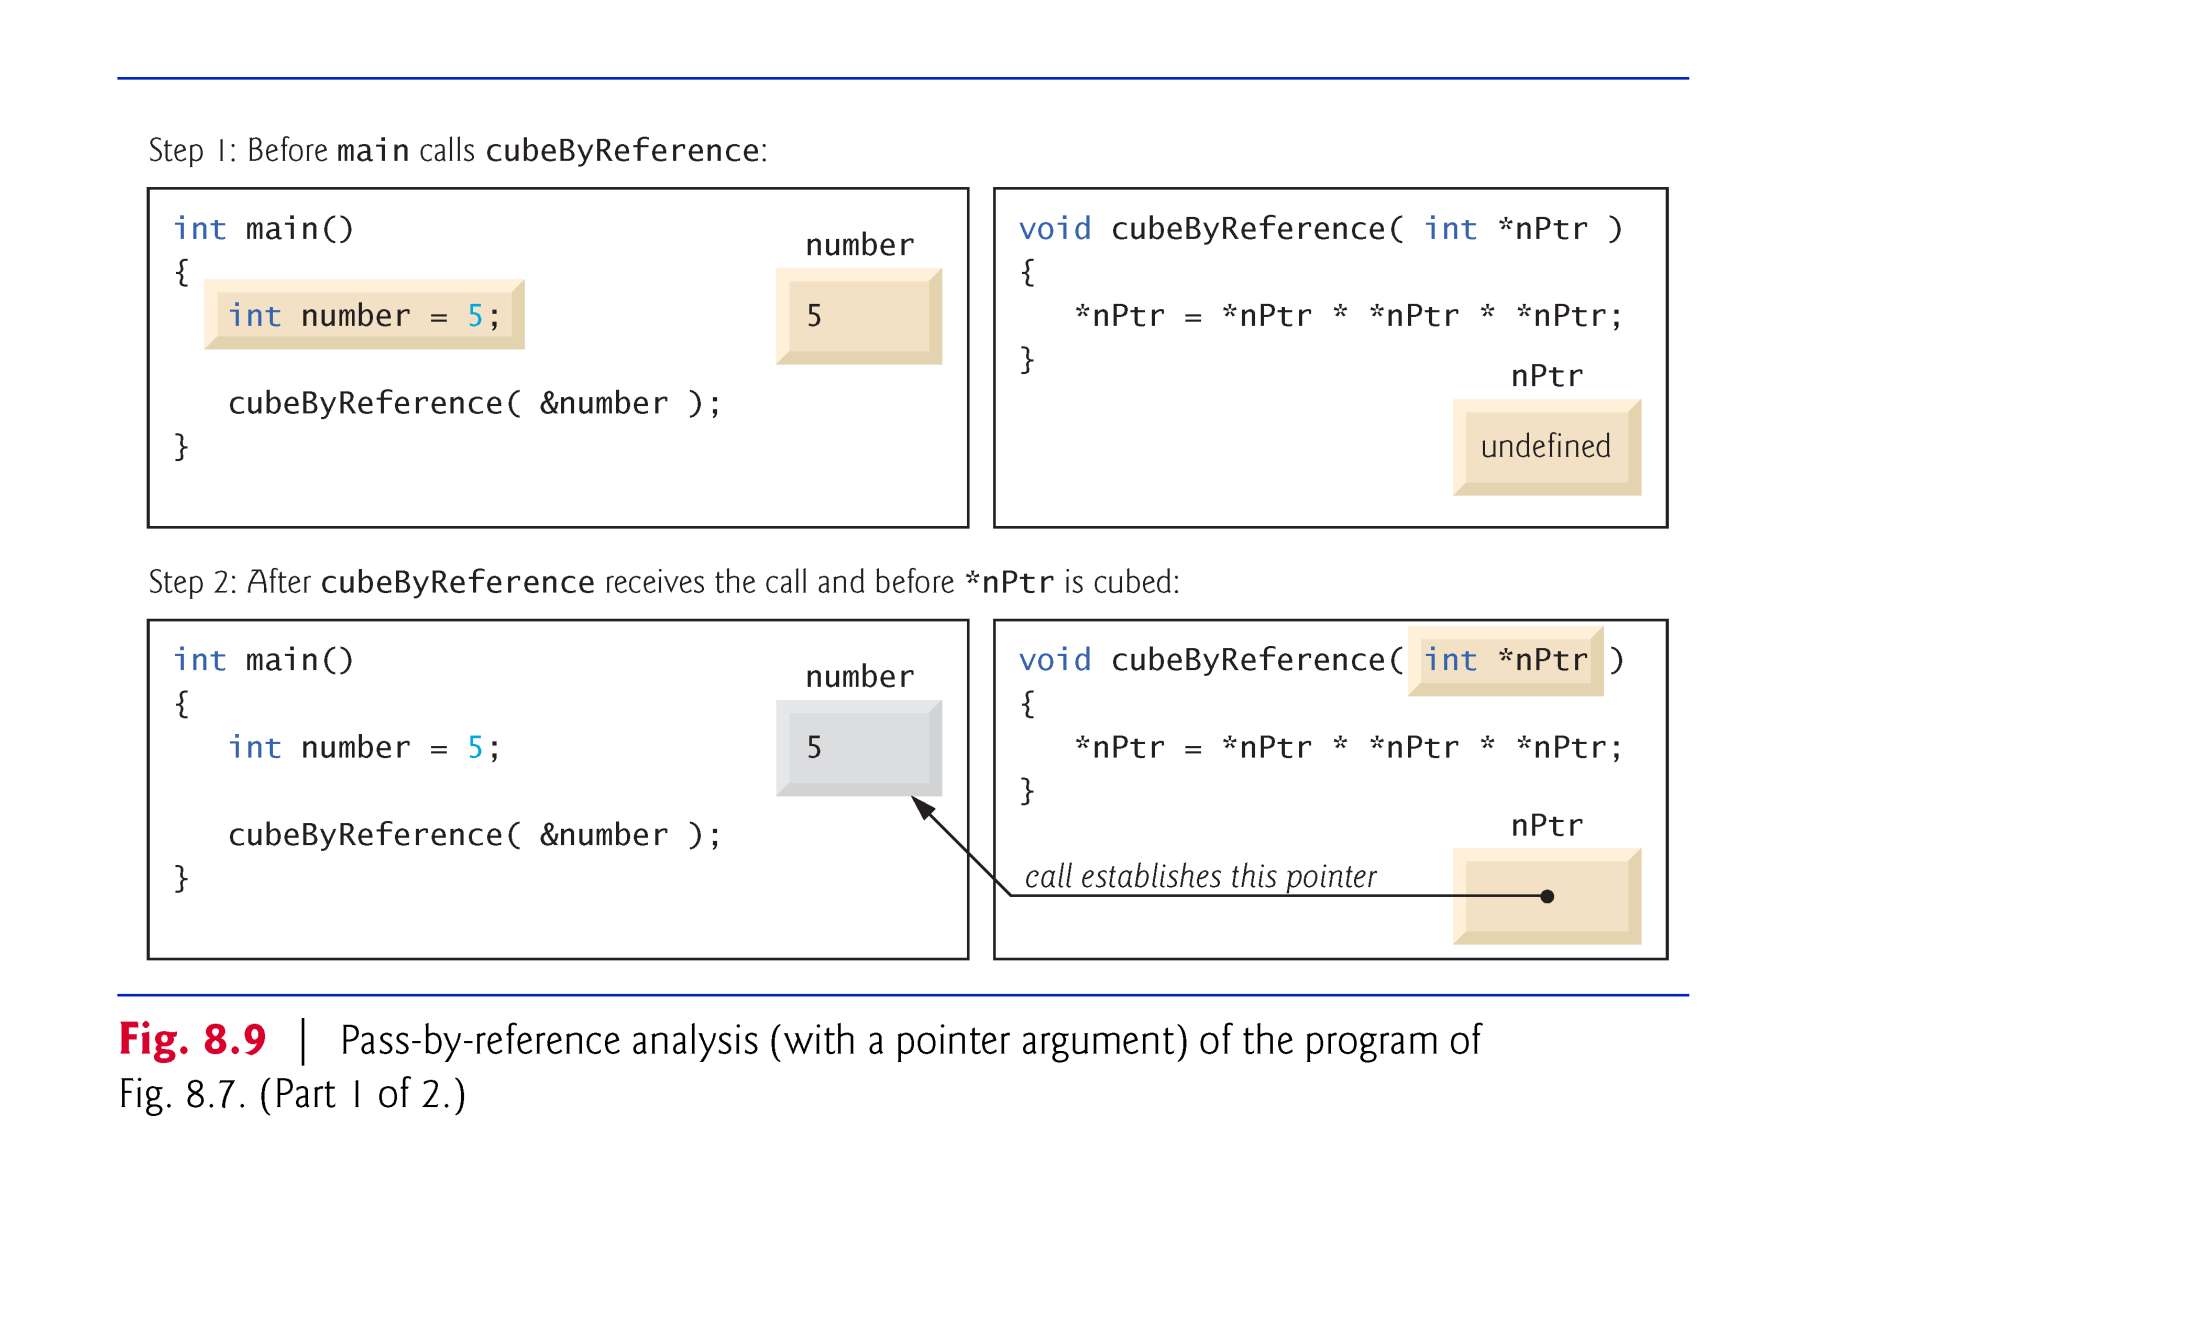 Step 1: Before main calls cubeByReference:
int main()
{
int number = 5;
cubeByReference( &number );
}
number
5
void cubeByReference( int *nPtr )
{
*nPtr = *nPtr * *nPtr * *nPtr;
}
nPtr
undefined
Step 2: After cubeByReference receives the call and before *nPtr is cubed:
int main()
{
int number = 5;
cubeByReference( &number );
}
number
5
void cubeByReference( int *nPtr )
{
*nPtr = *nPtr * *nPtr * *nPtr;
}
nPtr
call establishes this pointer
Fig. 8.9 | Pass-by-reference analysis (with a pointer argument) of the program of
Fig. 8.7. (Part 1 of 2.)